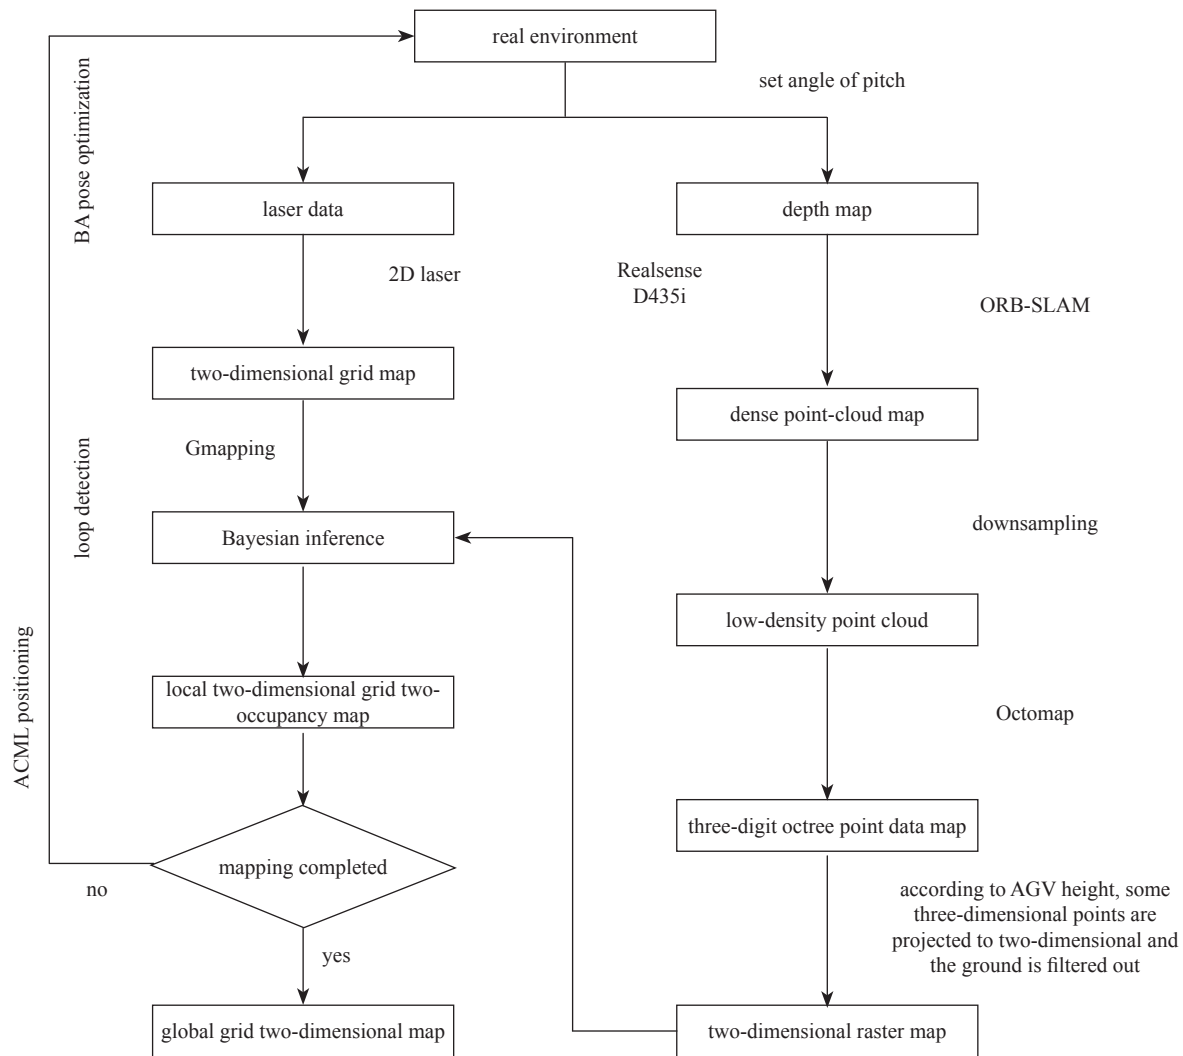 real environment
set angle of pitch
BA pose optimization
laser data
depth map
2D laser
Realsense
D435i
ORB-SLAM
two-dimensional grid map
dense point-cloud map
Gmapping
loop detection
Bayesian inference
downsampling
low-density point cloud
local two-dimensional grid two-
occupancy map
ACML positioning
Octomap
three-digit octree point data map
mapping completed
no
according to AGV height, some
three-dimensional points are
projected to two-dimensional and
the ground is filtered out
yes
global grid two-dimensional map
two-dimensional raster map